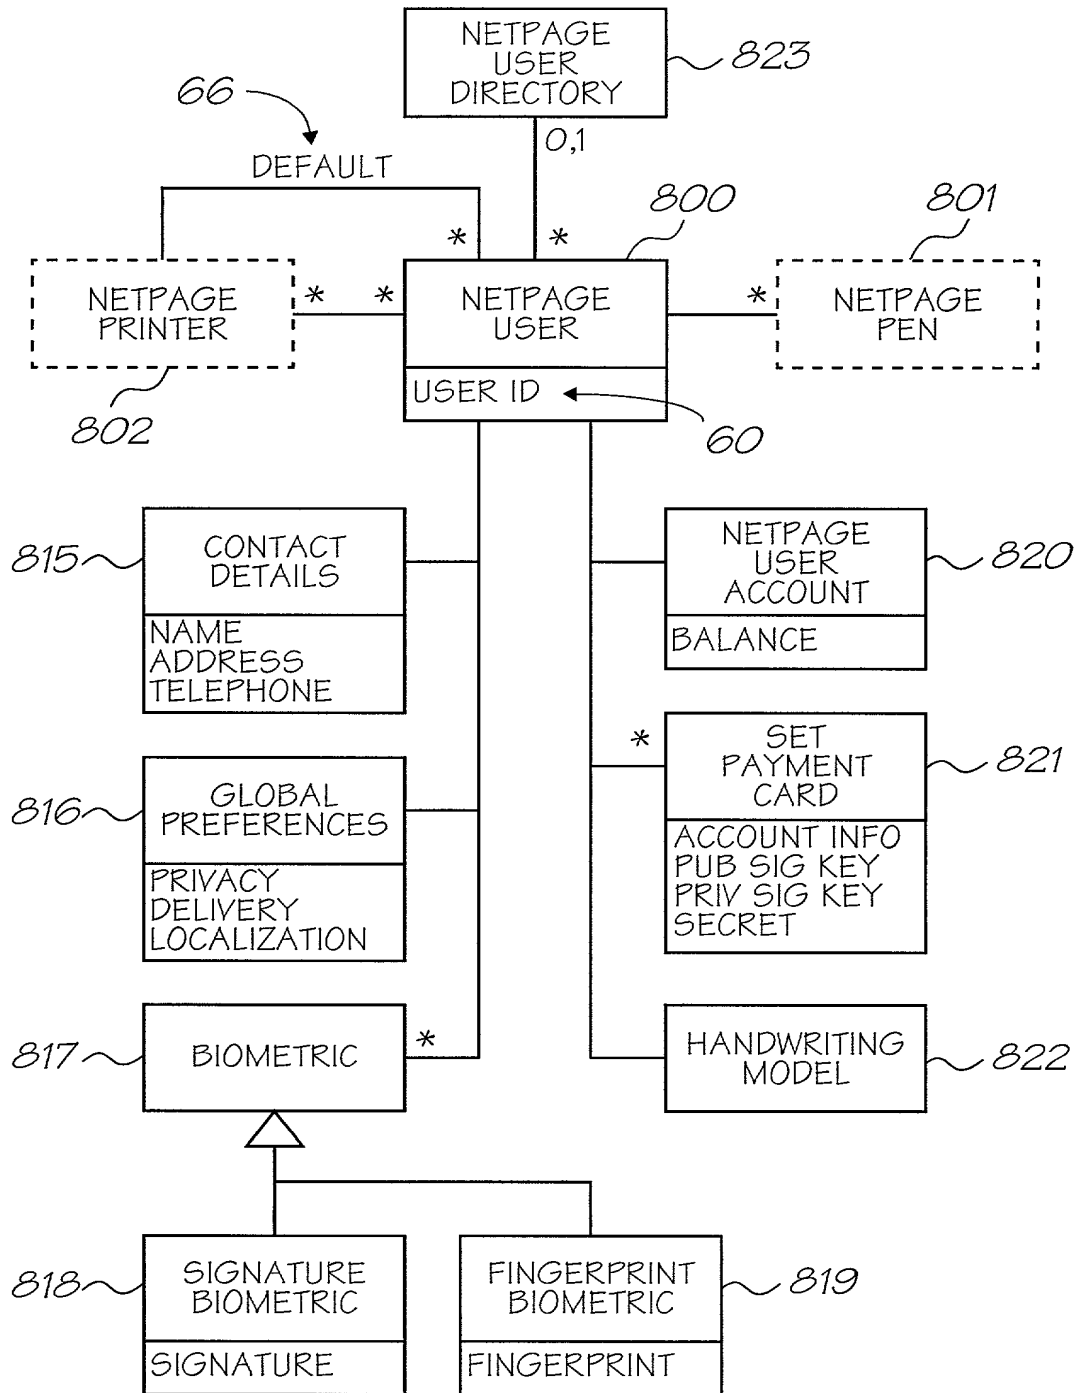 NETPAGE
USER
DIRECTORY
823
66
0,1
DEFAULT
800
801
*
*
NETPAGE
PRINTER
*
*
NETPAGE
USER
*
NETPAGE
PEN
802
USER ID
60
815
CONTACT
DETAILS
NAME
ADDRESS
TELEPHONE
NETPAGE
USER
ACCOUNT
820
BALANCE
816
GLOBAL
PREFERENCES
PRIVACY
DELIVERY
LOCALIZATION
*
SET
PAYMENT
CARD
821
ACCOUNT INFO
PUB SIG KEY
PRIV SIG KEY
SECRET
817
BIOMETRIC
*
HANDWRITING
MODEL
822
818
SIGNATURE
BIOMETRIC
SIGNATURE
FINGERPRINT
BIOMETRIC
819
FINGERPRINT